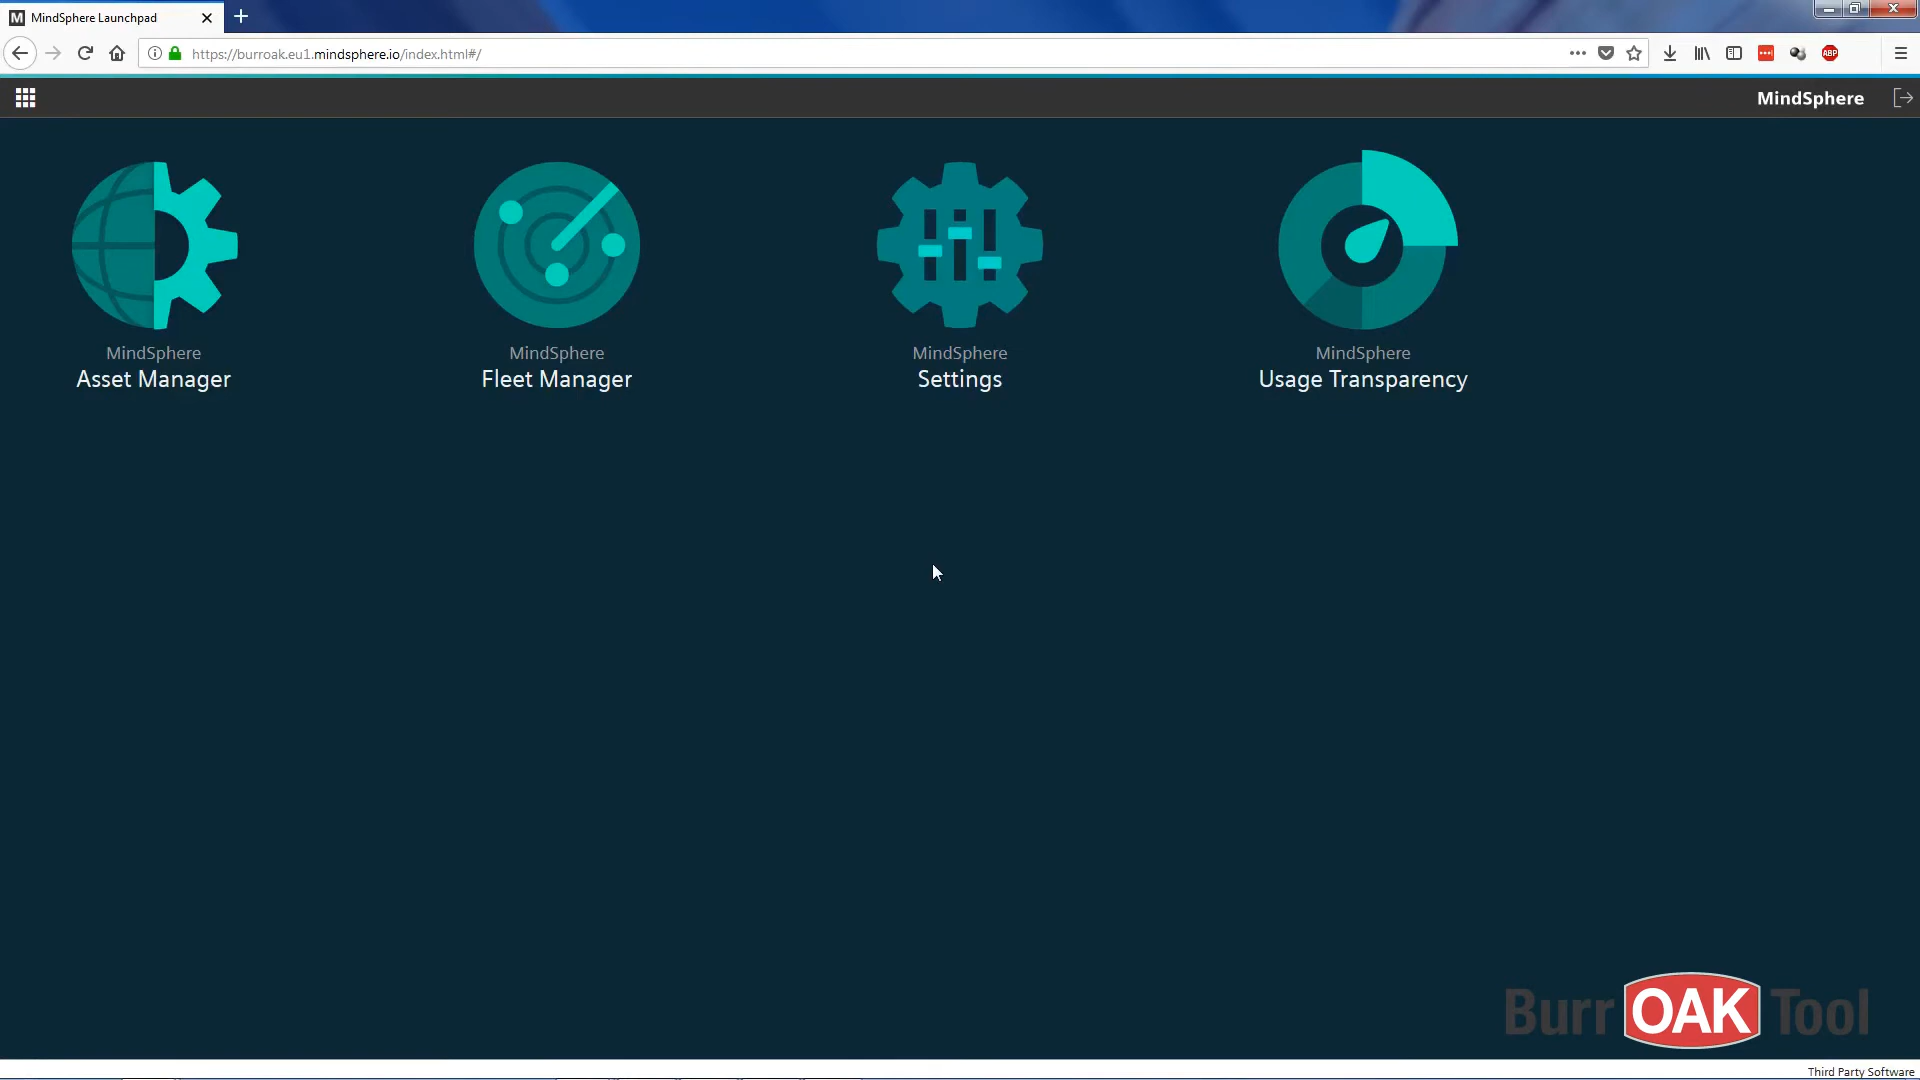 MindSphere Launchpad
https://burroak.eu1.mindsphere.io/index.html#/
ABP
MindSphere
MindSphere
Asset Manager
MindSphere
Fleet Manager
MindSphere
Settings
MindSphere
Usage Transparency
Burr OAK Tool
Third Party Software